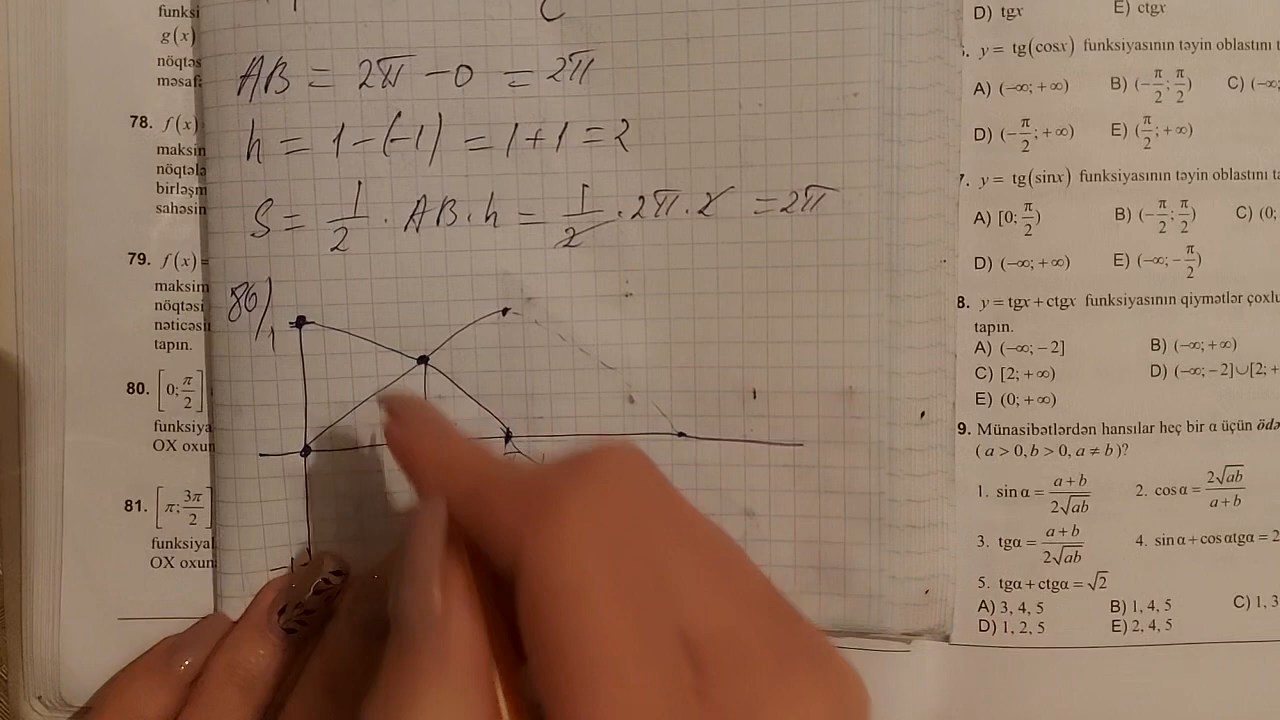 funksi
g(x)
nöqtəs
məsafə
78. f(x)
maksim
nöqtələ
birləşm
sahəsin
79. f(x) =
maksim
nöqtəsi
nəticəsi
tapın.
80. [0; π/2]
funksiya
OX oxun
81. [π; 3π/2]
funksiyal
OX oxun
AB = 2π - 0 = 2π
h = 1 - (-1) = 1 + 1 = 2
S = 1/2 · AB · h = 1/2 · 2π · 2 = 2π
86/
1
D) tgx E) ctgx
y = tg(cosx) funksiyasının təyin oblastını t
A) (-∞; +∞) B) (-π/2; π/2) C) (-∞;
D) (-π/2; +∞) E) (π/2; +∞)
7. y = tg(sinx) funksiyasının təyin oblastını ta
A) [0; π/2) B) (-π/2; π/2) C) (0;
D) (-∞; +∞) E) (-∞; -π/2)
8. y = tgx + ctgx funksiyasının qiymətlər çoxlu
tapın.
A) (-∞; -2] B) (-∞; +∞)
C) [2; +∞) D) (-∞; -2]∪[2; +
E) (0; +∞)
9. Münasibətlərdən hansılar heç bir α üçün ödə
(a > 0, b > 0, a ≠ b)?
1. sinα = (a+b)/(2√ab) 2. cosα = (2√ab)/(a+b)
3. tgα = (a+b)/(2√ab) 4. sinα + cosαtgα = 2
5. tgα + ctgα = √2
A) 3, 4, 5 B) 1, 4, 5 C) 1, 3
D) 1, 2, 5 E) 2, 4, 5